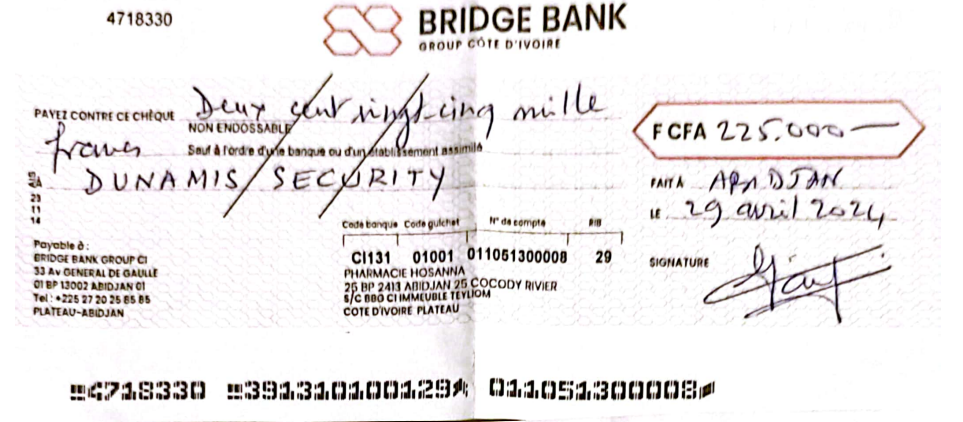 4718330
BRIDGE BANK
GROUP CÔTE D'IVOIRE
PAYEZ CONTRE CE CHÈQUE Deux cent vingt-cinq mille
NON ENDOSSABLE
francs Sauf à l'ordre d'une banque ou d'un établissement assimilé
DUNAMIS SECURITY
FCFA 225.000
FAIT À ABIDJAN
LE 29 avril 2024
SIGNATURE
Payable à :
BRIDGE BANK GROUP CI
33 Av GENERAL DE GAULLE
01 BP 13002 ABIDJAN 01
Tel : +225 27 20 25 85 85
PLATEAU-ABIDJAN
Code banque Code guichet N° de compte RIB
CI131 01001 011051300008 29
PHARMACIE HOSANNA
25 BP 2413 ABIDJAN 25 COCODY RIVIER
S/C BBG CI IMMEUBLE TEYLIOM
COTE D'IVOIRE PLATEAU
4718330 391310100129 011051300008